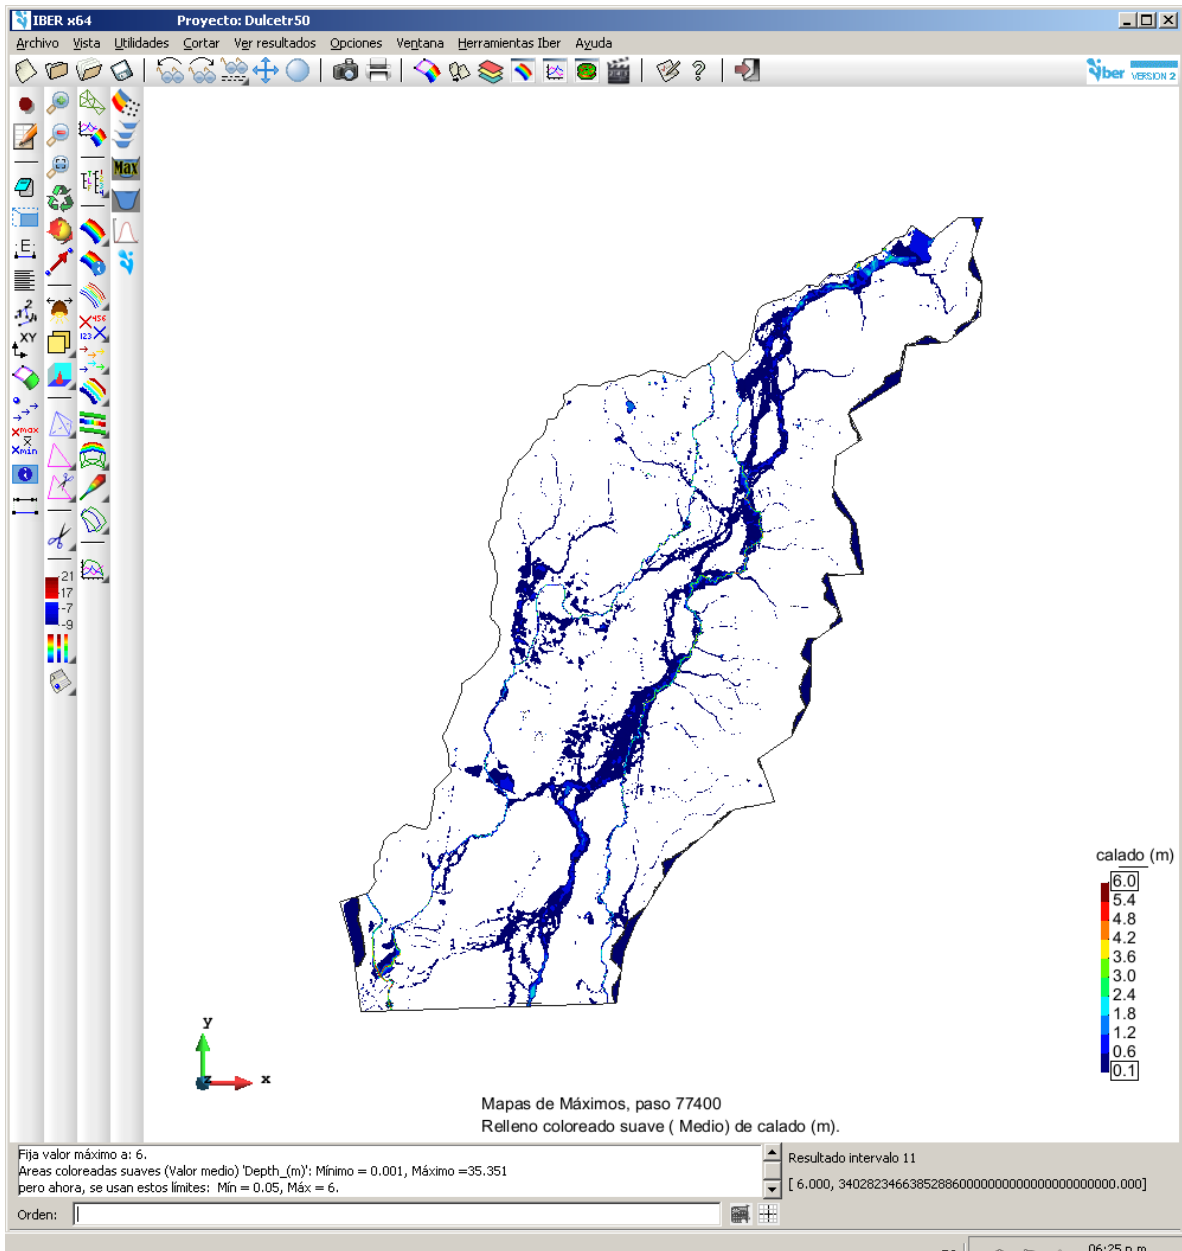 IBER x64 Proyecto: Dulcetr50
Archivo Vista Utilidades Cortar Ver resultados Opciones Ventana Herramientas Iber Ayuda
iber VERSION 2
Max
E
XY
Xmax
X
Xmin
21
17
-7
-9
calado (m)
6.0
5.4
4.8
4.2
3.6
3.0
2.4
1.8
1.2
0.6
0.1
y
z x
Mapas de Máximos, paso 77400
Relleno coloreado suave ( Medio) de calado (m).
Fija valor máximo a: 6.
Areas coloreadas suaves (Valor medio) 'Depth_(m)': Mínimo = 0.001, Máximo =35.351
pero ahora, se usan estos límites: Mín = 0.05, Máx = 6.
Resultado intervalo 11
[ 6.000, 340282346638528860000000000000000000000.000]
Orden:
06:25 p.m.